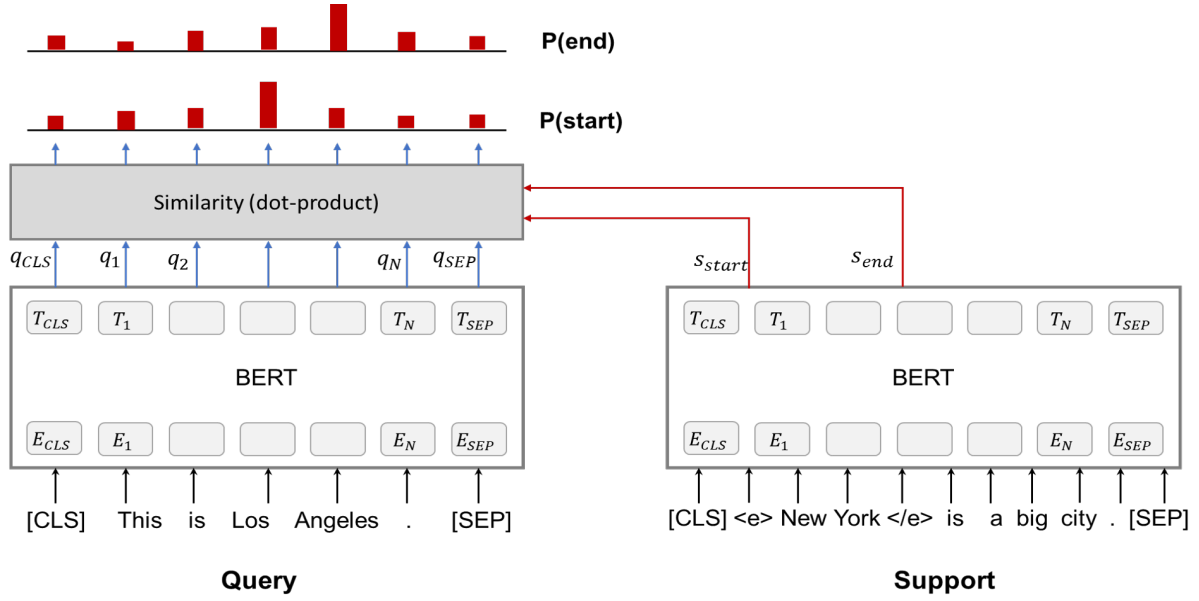 P(end)
P(start)
Similarity (dot-product)
q_CLS q_1 q_2 q_N q_SEP
s_start s_end
T_CLS T_1 T_N T_SEP
T_CLS T_1 T_N T_SEP
BERT
BERT
E_CLS E_1 E_N E_SEP
E_CLS E_1 E_N E_SEP
[CLS] This is Los Angeles . [SEP]
[CLS] <e> New York </e> is a big city . [SEP]
Query
Support